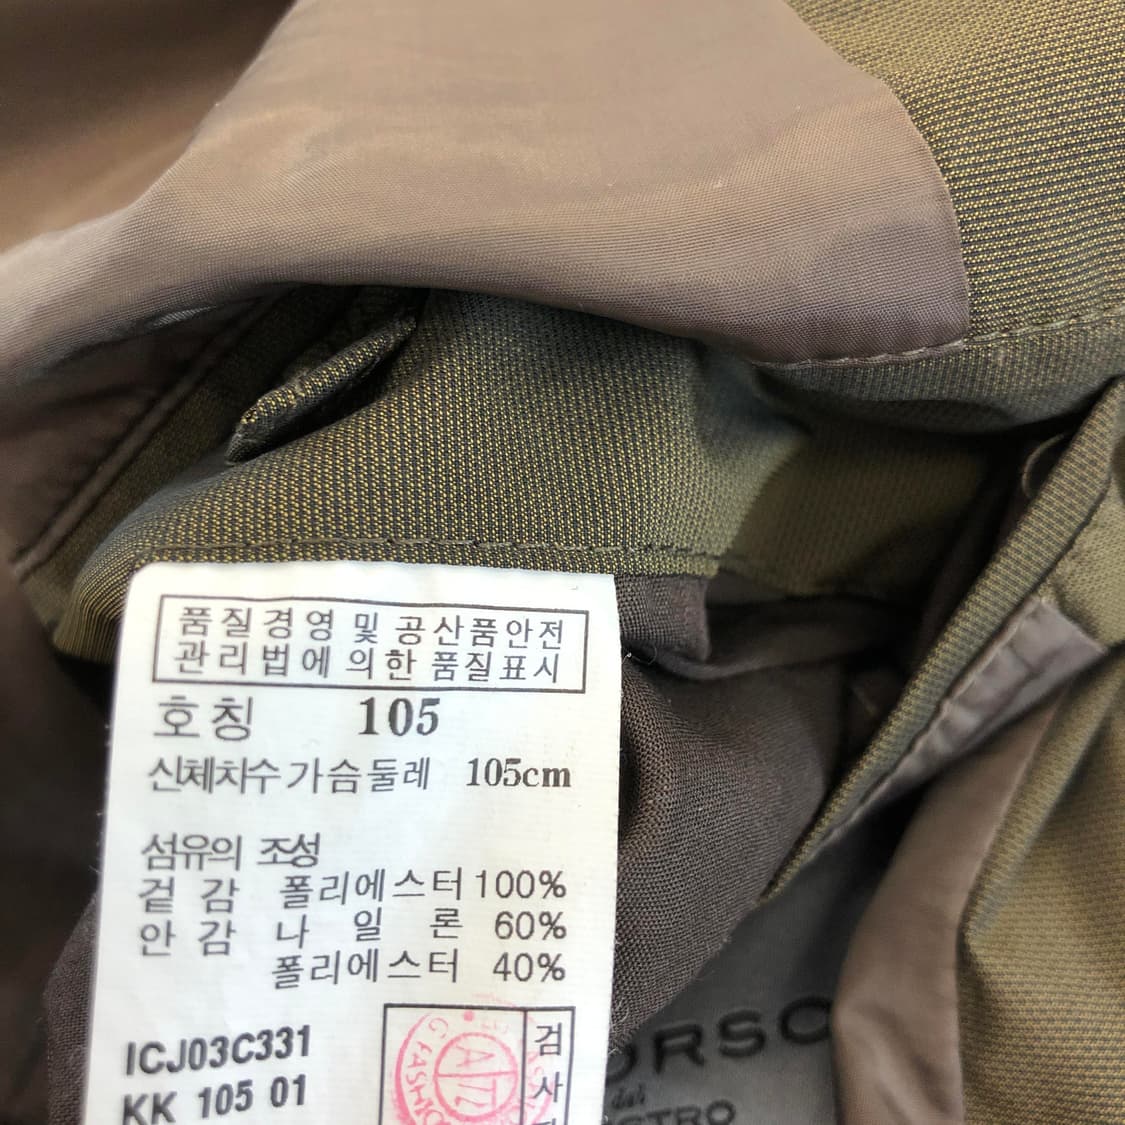 품질경영 및 공산품안전
관리법에 의한 품질표시
호칭 105
신체치수 가슴둘레 105cm
섬유의 조성
겉감 폴리에스터 100%
안감 나일론 60%
폴리에스터 40%
ICJ03C331
KK 105 01
검
사
ORSO
dal